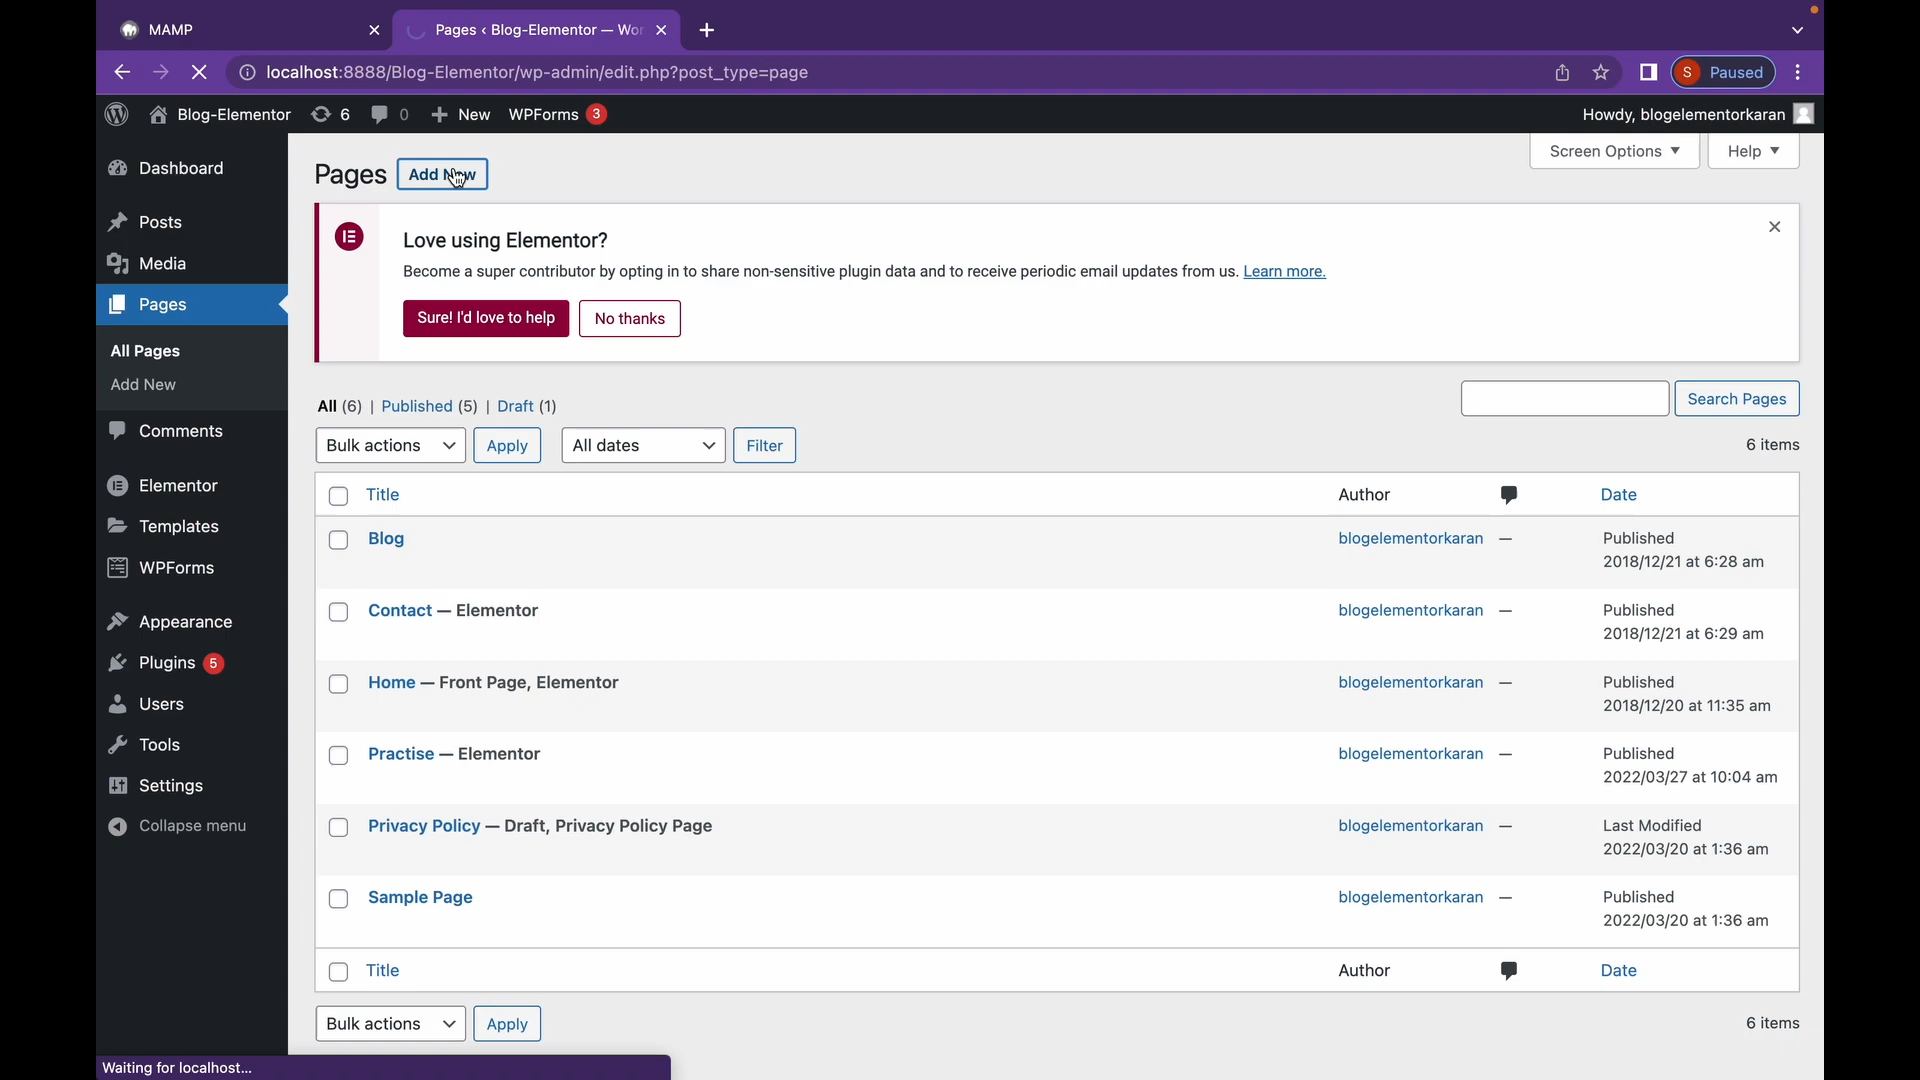 MAMP
Pages ‹ Blog-Elementor — Wor
localhost:8888/Blog-Elementor/wp-admin/edit.php?post_type=page
S Paused
Blog-Elementor 6 0 New WPForms 3
Howdy, blogelementorkaran
Dashboard
Posts
Media
Pages
All Pages
Add New
Comments
Elementor
Templates
WPForms
Appearance
Plugins 5
Users
Tools
Settings
Collapse menu
Screen Options
Help
Pages Add New
Love using Elementor?
Become a super contributor by opting in to share non-sensitive plugin data and to receive periodic email updates from us. Learn more.
Sure! I'd love to help
No thanks
All (6) | Published (5) | Draft (1)
Search Pages
Bulk actions Apply All dates Filter
6 items
Title Author Date
Blog blogelementorkaran — Published
2018/12/21 at 6:28 am
Contact — Elementor blogelementorkaran — Published
2018/12/21 at 6:29 am
Home — Front Page, Elementor blogelementorkaran — Published
2018/12/20 at 11:35 am
Practise — Elementor blogelementorkaran — Published
2022/03/27 at 10:04 am
Privacy Policy — Draft, Privacy Policy Page blogelementorkaran — Last Modified
2022/03/20 at 1:36 am
Sample Page blogelementorkaran — Published
2022/03/20 at 1:36 am
Title Author Date
Bulk actions Apply
6 items
Waiting for localhost...